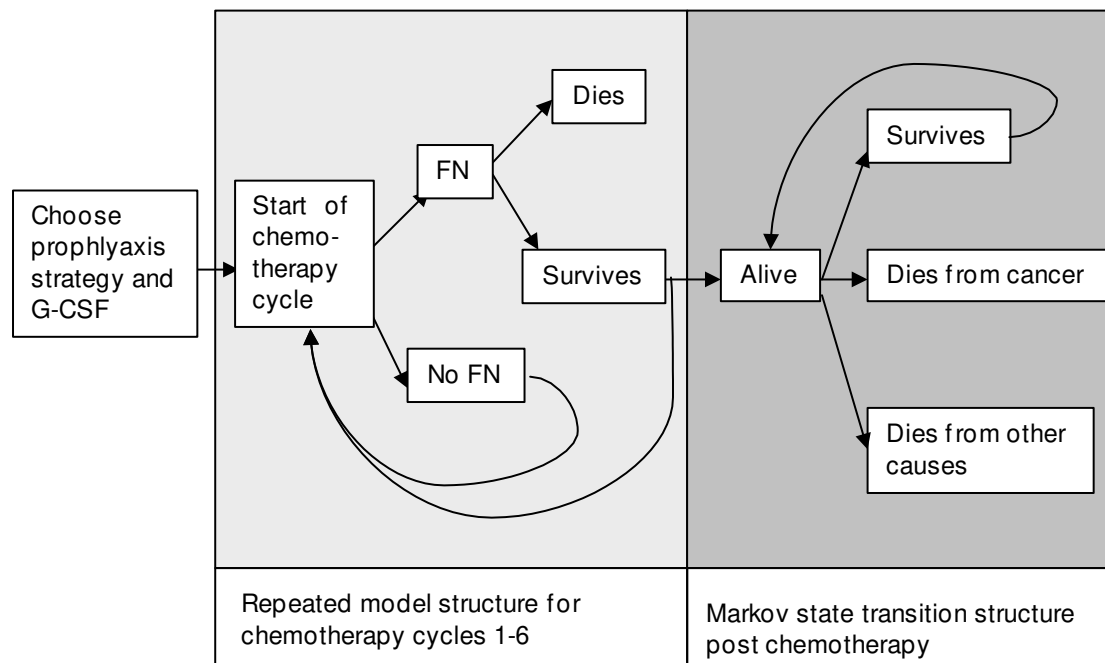 Choose
prophlyaxis
strategy and
G-CSF
Start of
chemo-
therapy
cycle
FN
Dies
Survives
No FN
Alive
Survives
Dies from cancer
Dies from other
causes
Repeated model structure for
chemotherapy cycles 1-6
Markov state transition structure
post chemotherapy